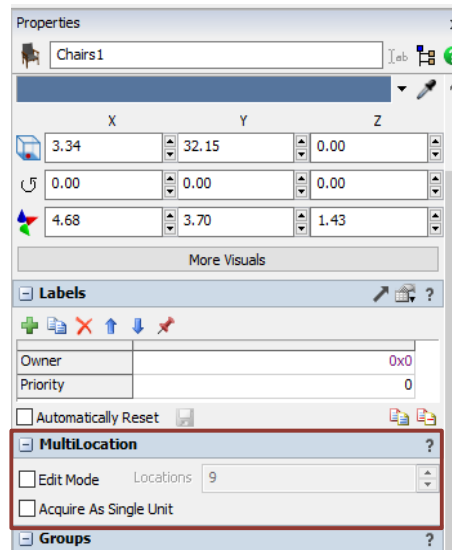 Properties
Chairs1
X Y Z
3.34 32.15 0.00
0.00 0.00 0.00
4.68 3.70 1.43
More Visuals
Labels ?
Owner 0x0
Priority 0
Automatically Reset
MultiLocation ?
Edit Mode Locations 9
Acquire As Single Unit
Groups ?